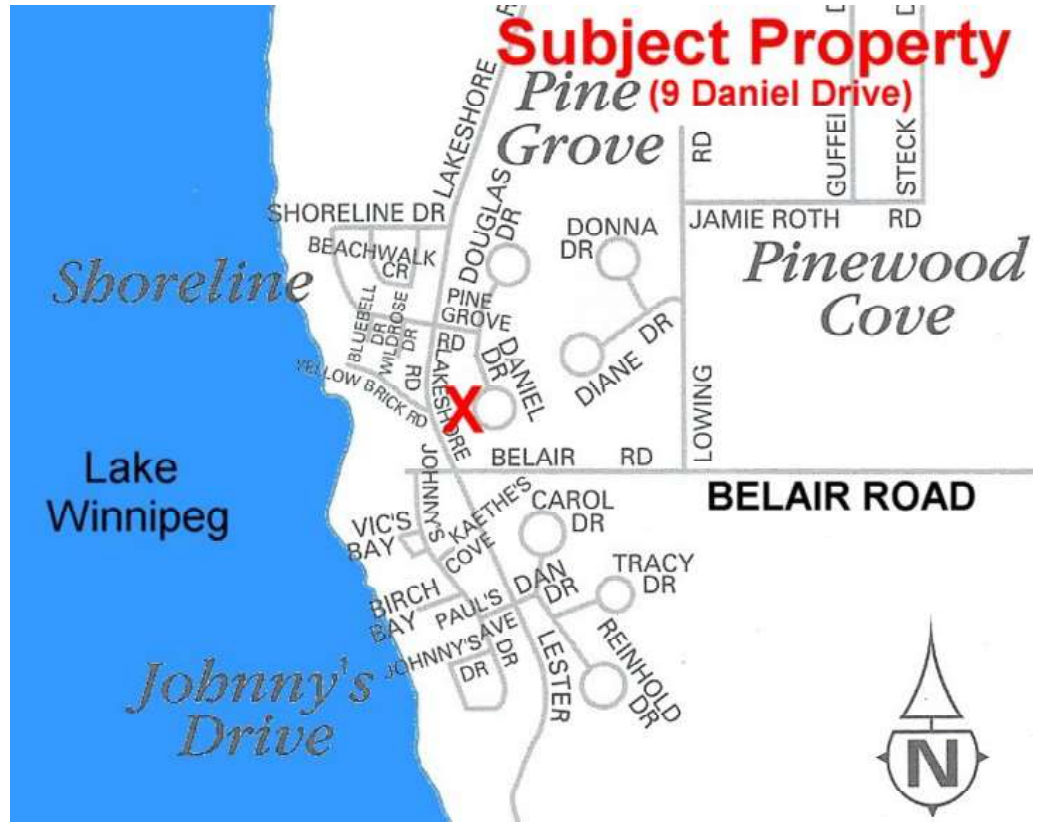 Subject Property
(9 Daniel Drive)
Pine
Grove
LAKESHORE
R
D
D
RD
GUFFEI
STECK
SHORELINE DR
DOUGLAS
DR
DONNA
DR
JAMIE ROTH RD
BEACHWALK
CR
Shoreline
Pinewood
Cove
PINE
GROVE
RD
BLUEBELL
DR
WILDROSE
DR
RD
LAKESHORE
DANIEL
DR
DIANE DR
YELLOW BRICK RD
X
LOWING
BELAIR RD
BELAIR ROAD
Lake
Winnipeg
JOHNNY'S
KAETHE'S
COVE
CAROL
DR
VIC'S
BAY
TRACY
DR
BIRCH
BAY
PAUL'S
AVE
DAN
DR
JOHNNY'S
DR
DR
LESTER
REINHOLD
DR
Johnny's
Drive
N